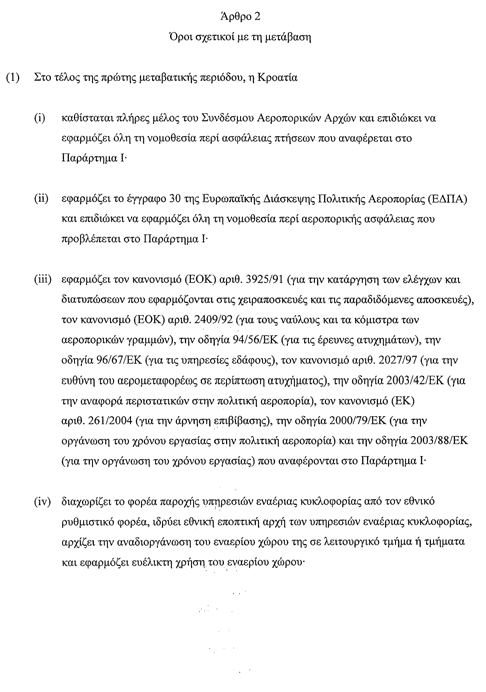 Άρθρο 2
Όροι σχετικοί με τη μετάβαση
(1) Στο τέλος της πρώτης μεταβατικής περιόδου, η Κροατία
(i) καθίσταται πλήρες μέλος του Συνδέσμου Αεροπορικών Αρχών και επιδιώκει να
εφαρμόζει όλη τη νομοθεσία περί ασφάλειας πτήσεων που αναφέρεται στο
Παράρτημα Ι·
(ii) εφαρμόζει το έγγραφο 30 της Ευρωπαϊκής Διάσκεψης Πολιτικής Αεροπορίας (ΕΔΠΑ)
και επιδιώκει να εφαρμόζει όλη τη νομοθεσία περί αεροπορικής ασφάλειας που
προβλέπεται στο Παράρτημα Ι·
(iii) εφαρμόζει τον κανονισμό (ΕΟΚ) αριθ. 3925/91 (για την κατάργηση των ελέγχων και
διατυπώσεων που εφαρμόζονται στις χειραποσκευές και τις παραδιδόμενες αποσκευές),
τον κανονισμό (ΕΟΚ) αριθ. 2409/92 (για τους ναύλους και τα κόμιστρα των
αεροπορικών γραμμών), την οδηγία 94/56/ΕΚ (για τις έρευνες ατυχημάτων), την
οδηγία 96/67/ΕΚ (για τις υπηρεσίες εδάφους), τον κανονισμό αριθ. 2027/97 (για την
ευθύνη του αερομεταφορέως σε περίπτωση ατυχήματος), την οδηγία 2003/42/ΕΚ (για
την αναφορά περιστατικών στην πολιτική αεροπορία), τον κανονισμό (ΕΚ)
αριθ. 261/2004 (για την άρνηση επιβίβασης), την οδηγία 2000/79/ΕΚ (για την
οργάνωση του χρόνου εργασίας στην πολιτική αεροπορία) και την οδηγία 2003/88/ΕΚ
(για την οργάνωση του χρόνου εργασίας) που αναφέρονται στο Παράρτημα Ι·
(iv) διαχωρίζει το φορέα παροχής υπηρεσιών εναέριας κυκλοφορίας από τον εθνικό
ρυθμιστικό φορέα, ιδρύει εθνική εποπτική αρχή των υπηρεσιών εναέριας κυκλοφορίας,
αρχίζει την αναδιοργάνωση του εναερίου χώρου της σε λειτουργικό τμήμα ή τμήματα
και εφαρμόζει ευέλικτη χρήση του εναερίου χώρου·